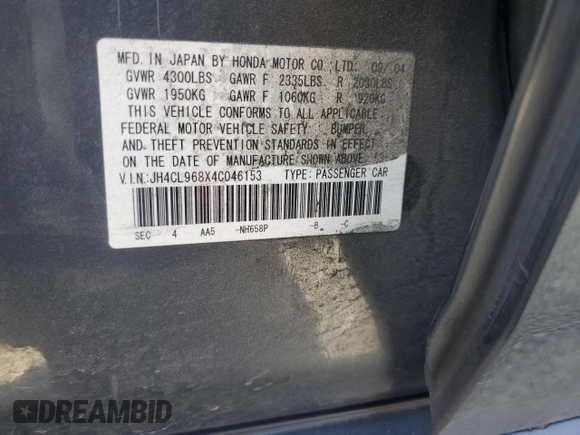 MFD. IN JAPAN BY HONDA MOTOR CO., LTD. 09/04
GVWR 4300LBS GAWR F 2335LBS R 2030LBS
GVWR 1950KG GAWR F 1060KG R 920KG
THIS VEHICLE CONFORMS TO ALL APPLICABLE
FEDERAL MOTOR VEHICLE SAFETY, BUMPER,
AND THEFT PREVENTION STANDARDS IN EFFECT
ON THE DATE OF MANUFACTURE SHOWN ABOVE.
V.I.N.:JH4CL968X4C046153 TYPE: PASSENGER CAR
SEC 4 AA5 -NH658P -B -C
DREAMBID